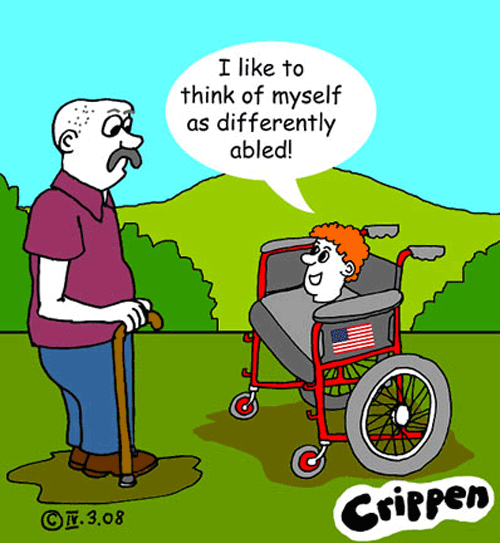 I like to
think of myself
as differently
abled!
© IV.3.08
Crippen